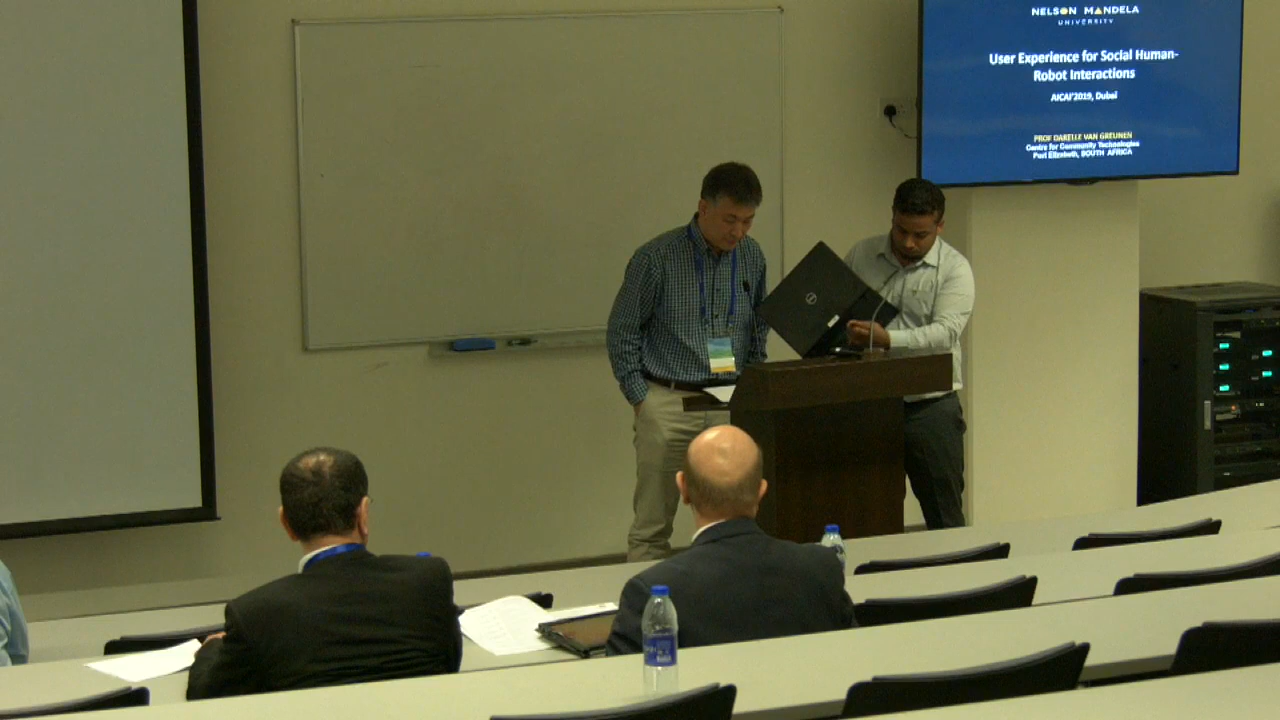 NELSON MANDELA
UNIVERSITY
User Experience for Social Human-
Robot Interactions
AICAI'2019, Dubai
PROF DARELLE VAN GREUNEN
Centre for Community Technologies
Port Elizabeth, SOUTH AFRICA